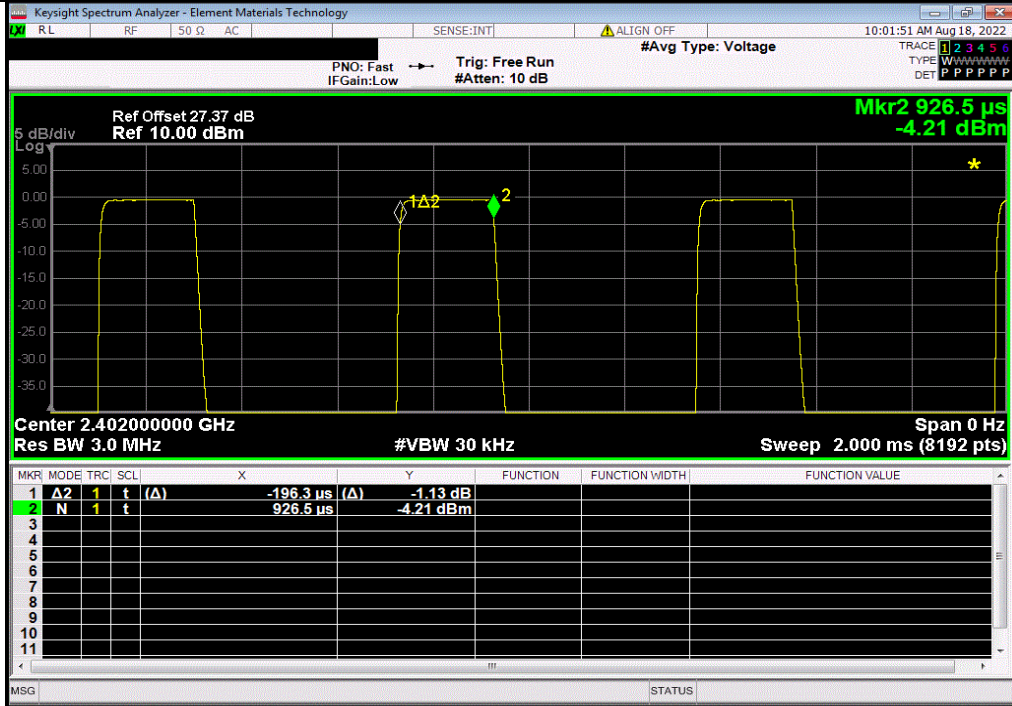 Keysight Spectrum Analyzer - Element Materials Technology
LXI RL RF 50 Ω AC SENSE:INT ALIGN OFF 10:01:51 AM Aug 18, 2022
#Avg Type: Voltage
TRACE 1 2 3 4 5 6
PNO: Fast Trig: Free Run
TYPE WWWWWW
IFGain:Low #Atten: 10 dB
DET P P P P P P
Mkr2 926.5 µs
-4.21 dBm
Ref Offset 27.37 dB
5 dB/div Ref 10.00 dBm
Log
5.00
0.00
-5.00
-10.0
-15.0
-20.0
-25.0
-30.0
-35.0
1Δ2
2
*
Center 2.402000000 GHz Span 0 Hz
Res BW 3.0 MHz #VBW 30 kHz Sweep 2.000 ms (8192 pts)
MKR MODE TRC SCL X Y FUNCTION FUNCTION WIDTH FUNCTION VALUE
1 Δ2 1 t (Δ) -196.3 µs (Δ) -1.13 dB
2 N 1 t 926.5 µs -4.21 dBm
3
4
5
6
7
8
9
10
11
MSG STATUS